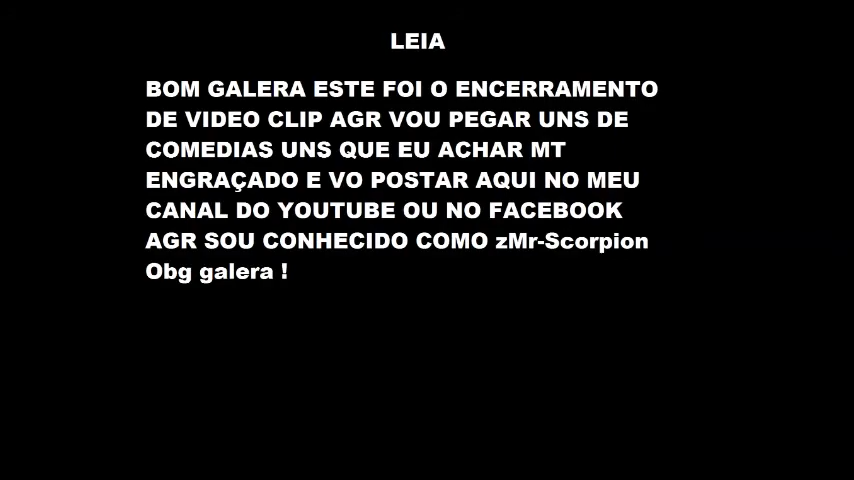 LEIA
BOM GALERA ESTE FOI O ENCERRAMENTO
DE VIDEO CLIP AGR VOU PEGAR UNS DE
COMEDIAS UNS QUE EU ACHAR MT
ENGRAÇADO E VO POSTAR AQUI NO MEU
CANAL DO YOUTUBE OU NO FACEBOOK
AGR SOU CONHECIDO COMO zMr-Scorpion
Obg galera !